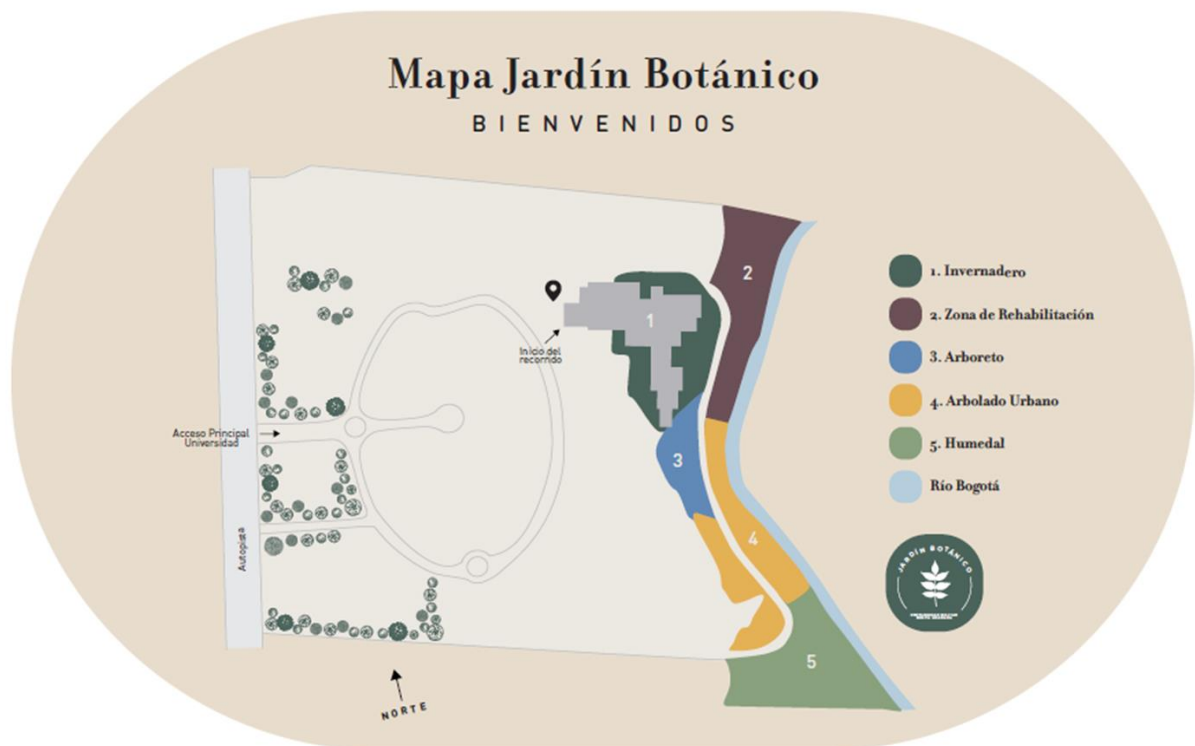 Mapa Jardín Botánico
BIENVENIDOS
2
1
Inicio del
recorrido
Acceso Principal
Universidad
3
Autopista
4
5
NORTE
1. Invernadero
2. Zona de Rehabilitación
3. Arboreto
4. Arbolado Urbano
5. Humedal
Río Bogotá
JARDÍN BOTÁNICO